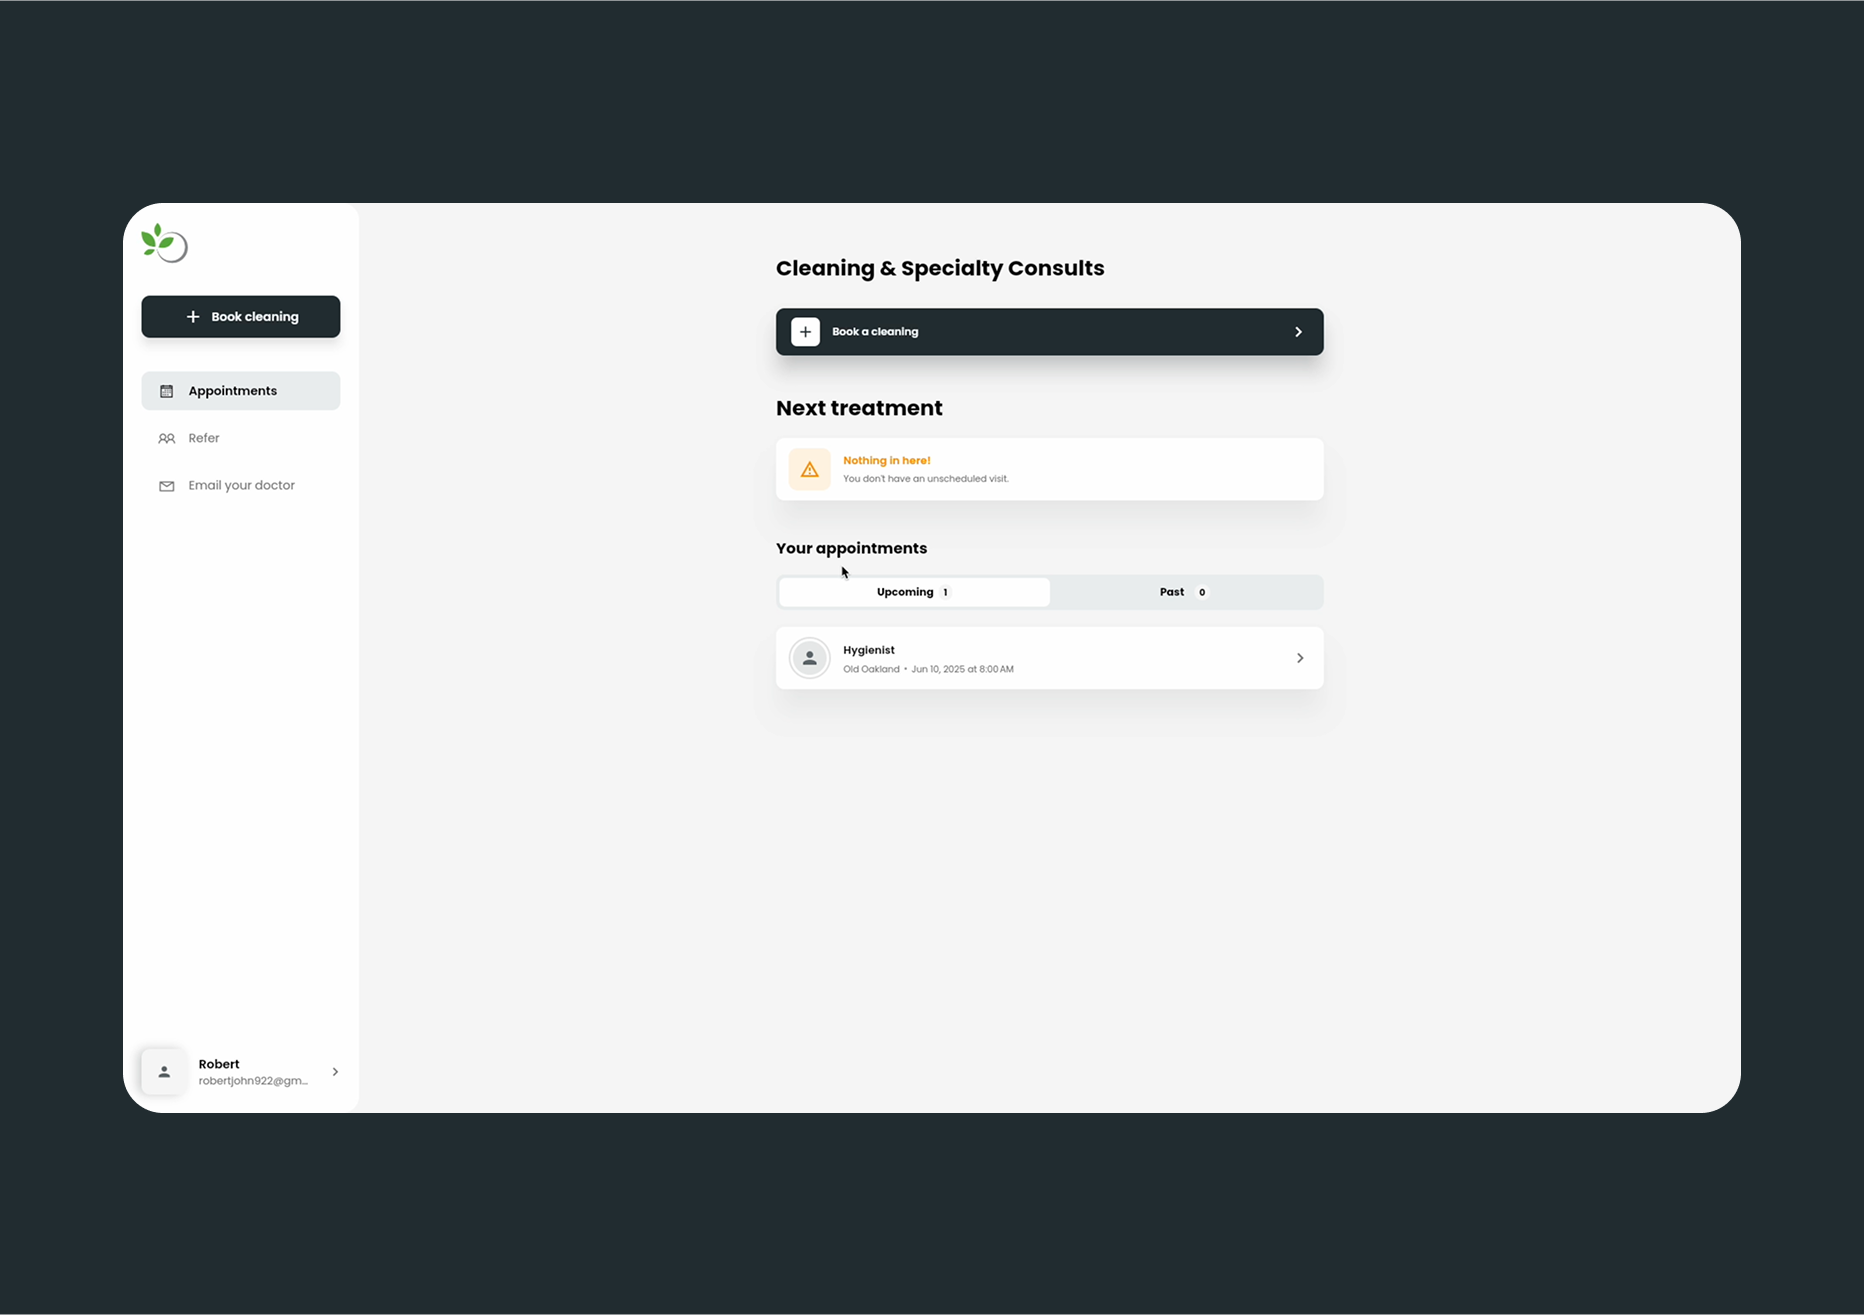 Book cleaning
Appointments
Refer
Email your doctor
Robert
robertjohn922@gm...
Cleaning & Specialty Consults
Book a cleaning
Next treatment
Nothing in here!
You don't have an unscheduled visit.
Your appointments
Upcoming 1
Past 0
Hygienist
Old Oakland • Jun 10, 2025 at 8:00 AM